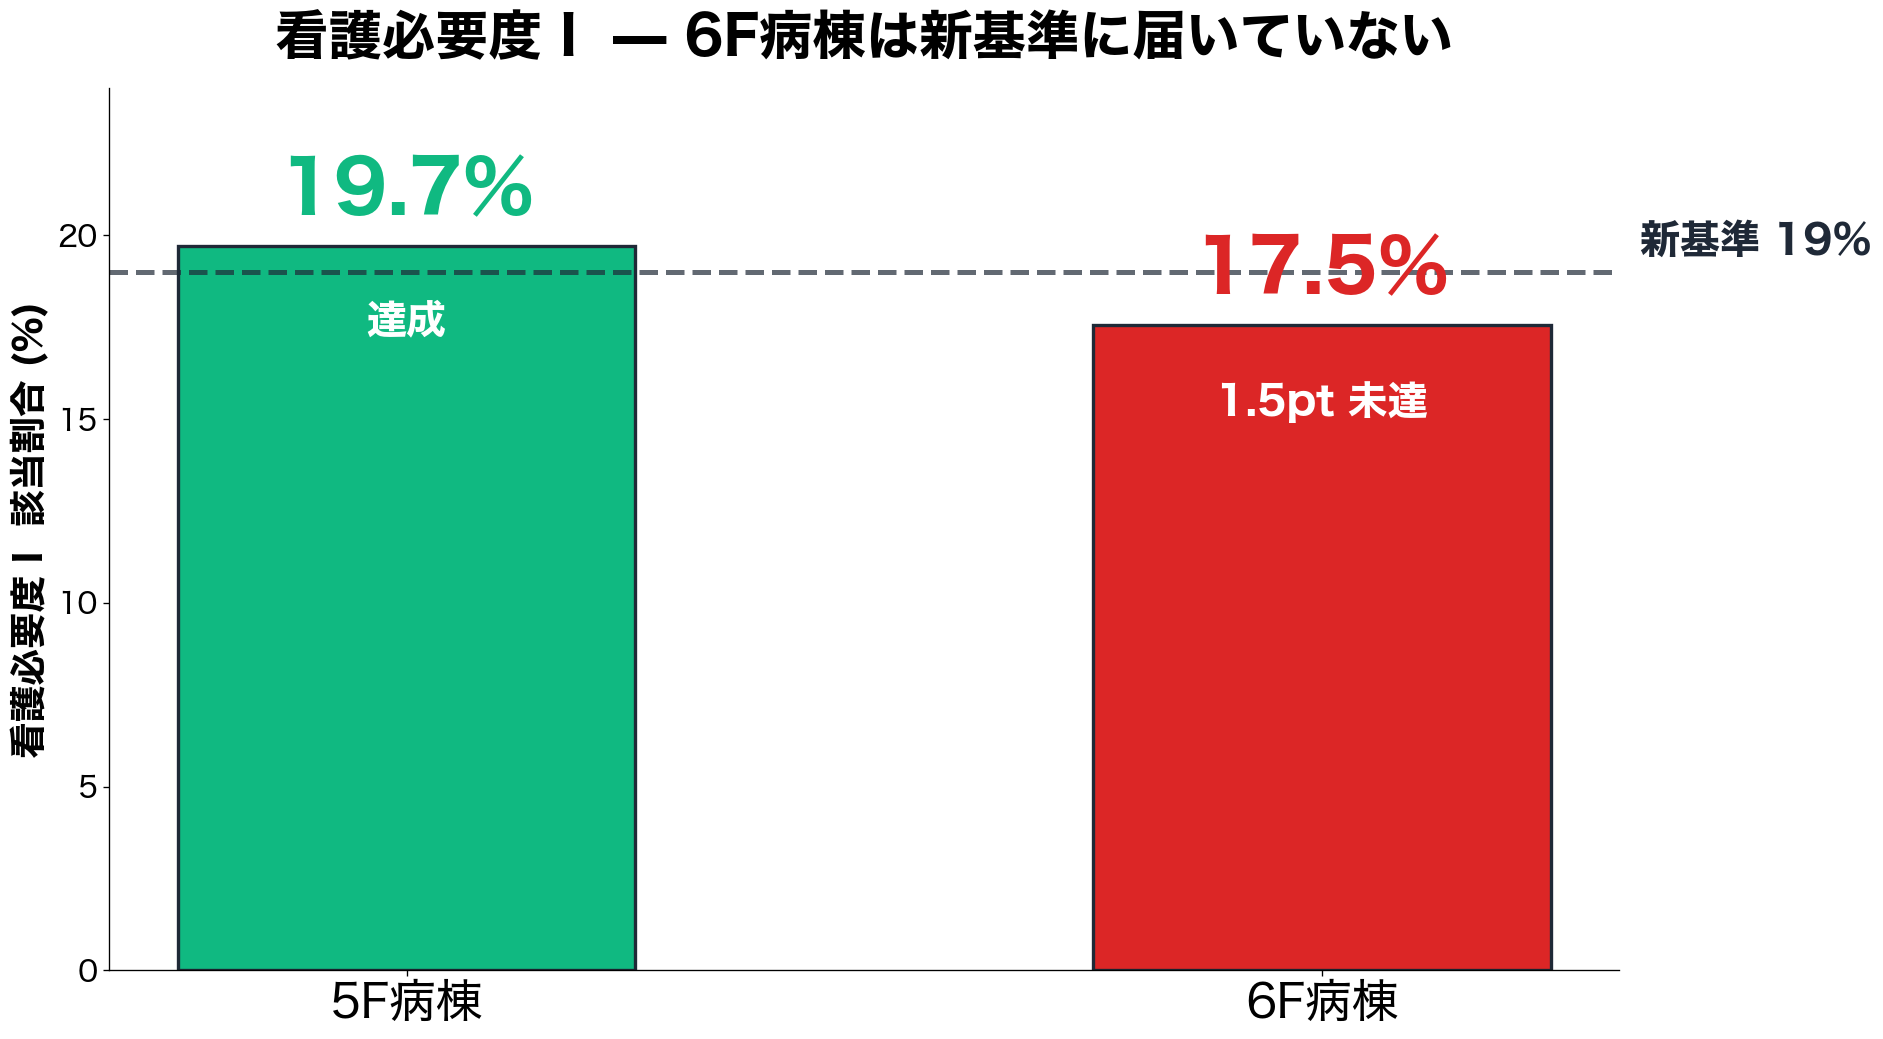 看護必要度Ⅰ — 6F病棟は新基準に届いていない
看護必要度Ⅰ 該当割合 (%)
20
15
10
5
0
19.7%
達成
17.5%
1.5pt 未達
新基準 19%
5F病棟
6F病棟